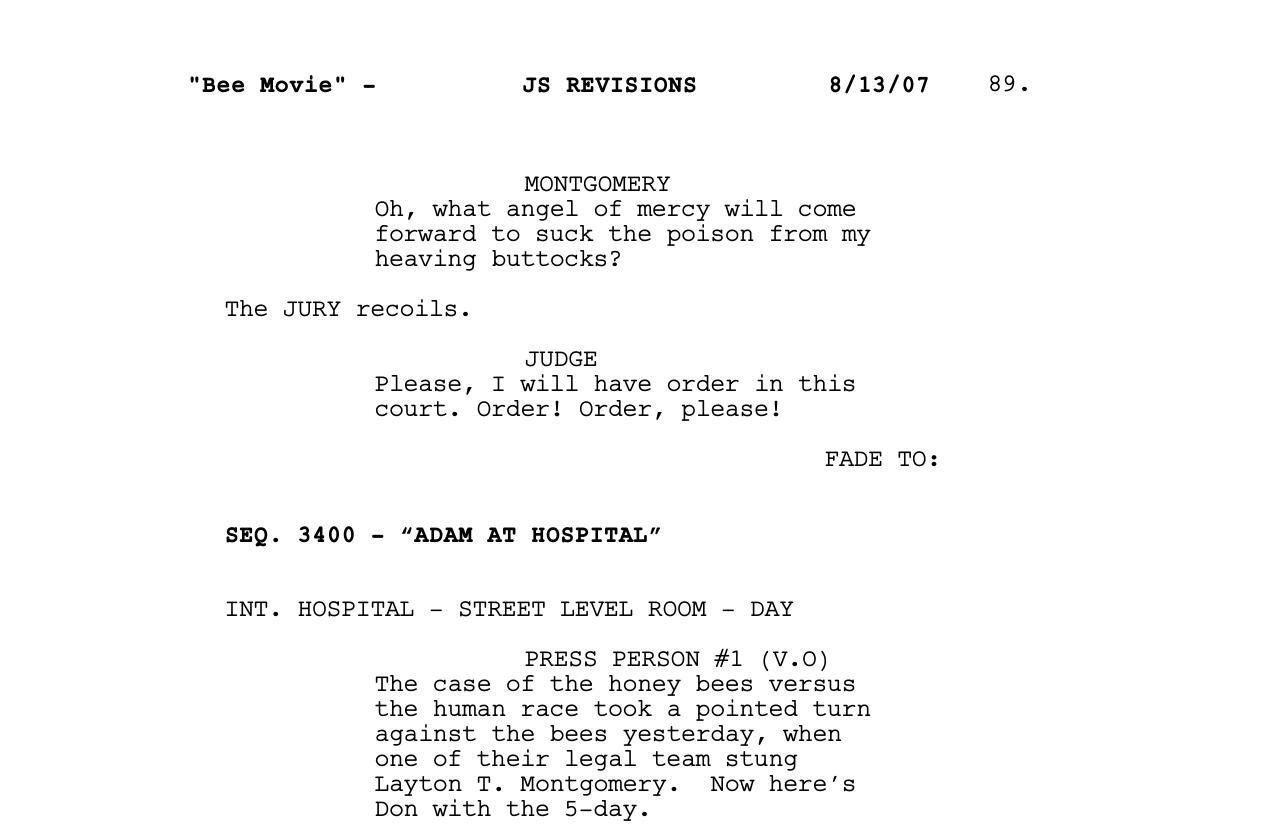 "Bee Movie" - JS REVISIONS 8/13/07 89.
MONTGOMERY
Oh, what angel of mercy will come
forward to suck the poison from my
heaving buttocks?
The JURY recoils.
JUDGE
Please, I will have order in this
court. Order! Order, please!
FADE TO:
SEQ. 3400 - “ADAM AT HOSPITAL”
INT. HOSPITAL - STREET LEVEL ROOM - DAY
PRESS PERSON #1 (V.O)
The case of the honey bees versus
the human race took a pointed turn
against the bees yesterday, when
one of their legal team stung
Layton T. Montgomery.  Now here’s
Don with the 5-day.